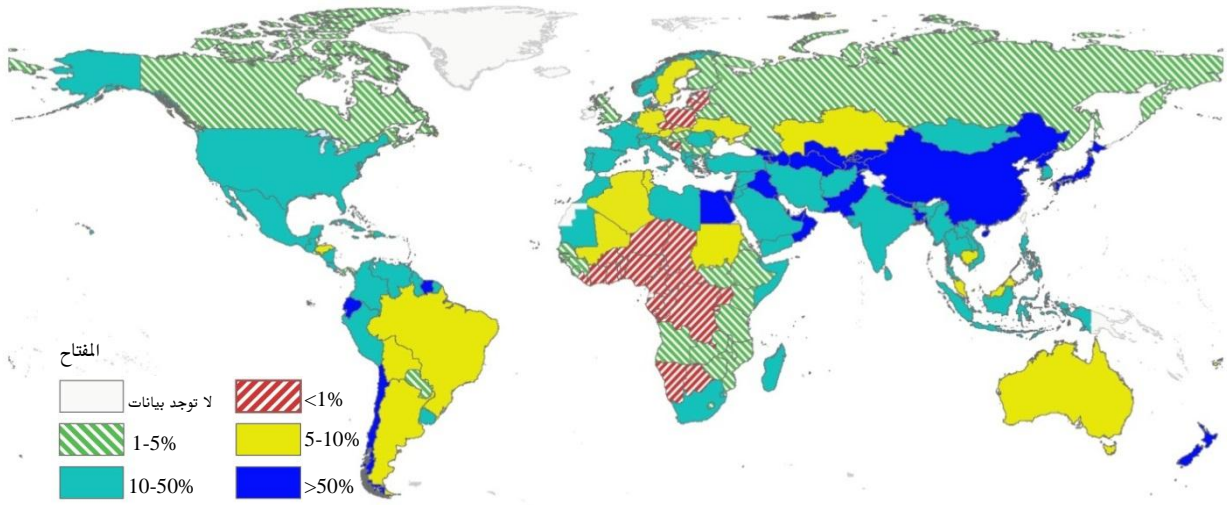 المفتاح
لا توجد بيانات
<1%
1-5%
5-10%
10-50%
>50%